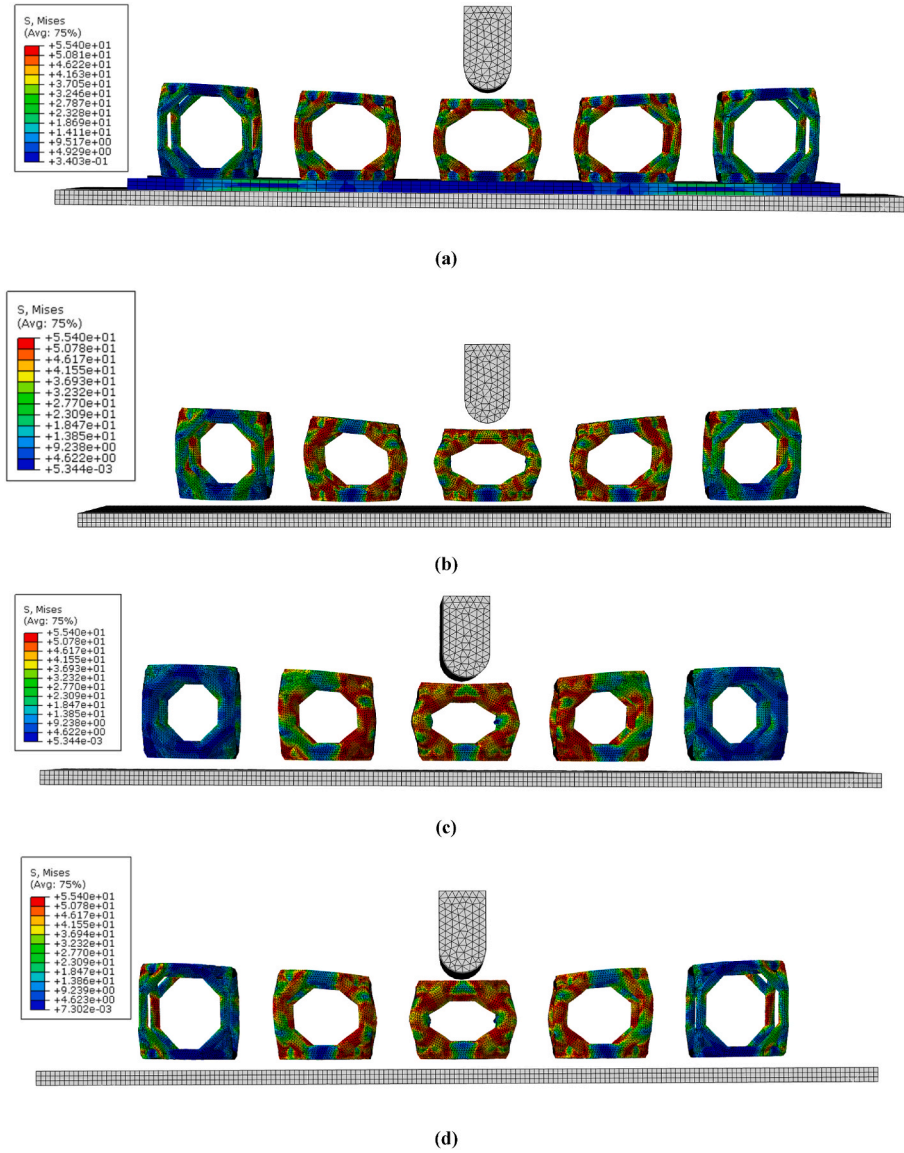 S, Mises
(Avg: 75%)
+5.540e+01
+5.081e+01
+4.622e+01
+4.163e+01
+3.705e+01
+3.246e+01
+2.787e+01
+2.328e+01
+1.869e+01
+1.411e+01
+9.517e+00
+4.929e+00
+3.403e-01
(a)
S, Mises
(Avg: 75%)
+5.540e+01
+5.078e+01
+4.617e+01
+4.155e+01
+3.693e+01
+3.232e+01
+2.770e+01
+2.309e+01
+1.847e+01
+1.385e+01
+9.238e+00
+4.622e+00
+5.344e-03
(b)
S, Mises
(Avg: 75%)
+5.540e+01
+5.078e+01
+4.617e+01
+4.155e+01
+3.693e+01
+3.232e+01
+2.770e+01
+2.309e+01
+1.847e+01
+1.385e+01
+9.238e+00
+4.622e+00
+5.344e-03
(c)
S, Mises
(Avg: 75%)
+5.540e+01
+5.078e+01
+4.617e+01
+4.155e+01
+3.694e+01
+3.232e+01
+2.770e+01
+2.309e+01
+1.847e+01
+1.386e+01
+9.239e+00
+4.623e+00
+7.302e-03
(d)